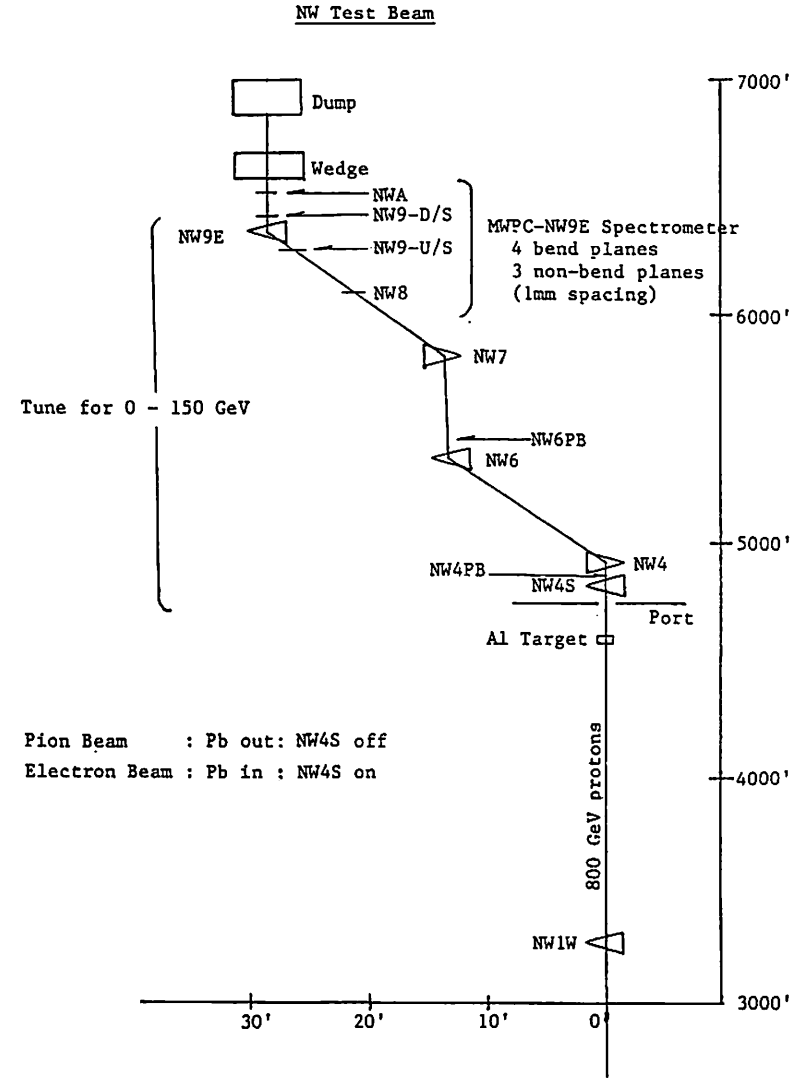 NW Test Beam
7000'
Dump
Wedge
NWA
NW9-D/S
NW9E
NW9-U/S
MWPC-NW9E Spectrometer
4 bend planes
3 non-bend planes
(1mm spacing)
NW8
6000'
NW7
Tune for 0 - 150 GeV
NW6PB
NW6
5000'
NW4
NW4PB
NW4S
Port
Al Target
Pion Beam : Pb out: NW4S off
Electron Beam : Pb in : NW4S on
4000'
800 GeV protons
NW1W
3000'
30' 20' 10' 0'